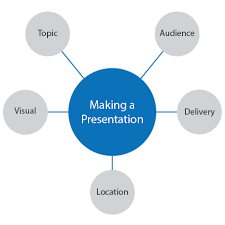 Topic
Audience
Visual
Making a
Presentation
Delivery
Location